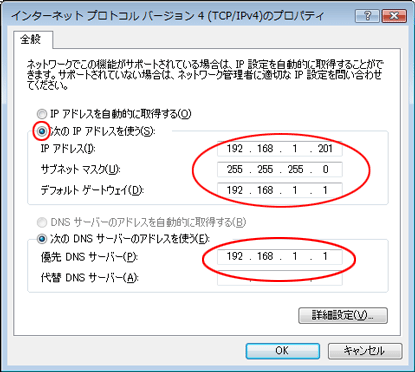 インターネット プロトコル バージョン 4 (TCP/IPv4)のプロパティ
全般
ネットワークでこの機能がサポートされている場合は、IP 設定を自動的に取得することがで
きます。サポートされていない場合は、ネットワーク管理者に適切な IP 設定を問い合わせ
てください。
IP アドレスを自動的に取得する(O)
次の IP アドレスを使う(S):
IP アドレス(I):
192 . 168 . 1 . 201
サブネット マスク(U):
255 . 255 . 255 . 0
デフォルト ゲートウェイ(D):
192 . 168 . 1 . 1
DNS サーバーのアドレスを自動的に取得する(B)
次の DNS サーバーのアドレスを使う(E):
優先 DNS サーバー(P):
192 . 168 . 1 . 1
代替 DNS サーバー(A):
. . .
詳細設定(V)...
OK
キャンセル